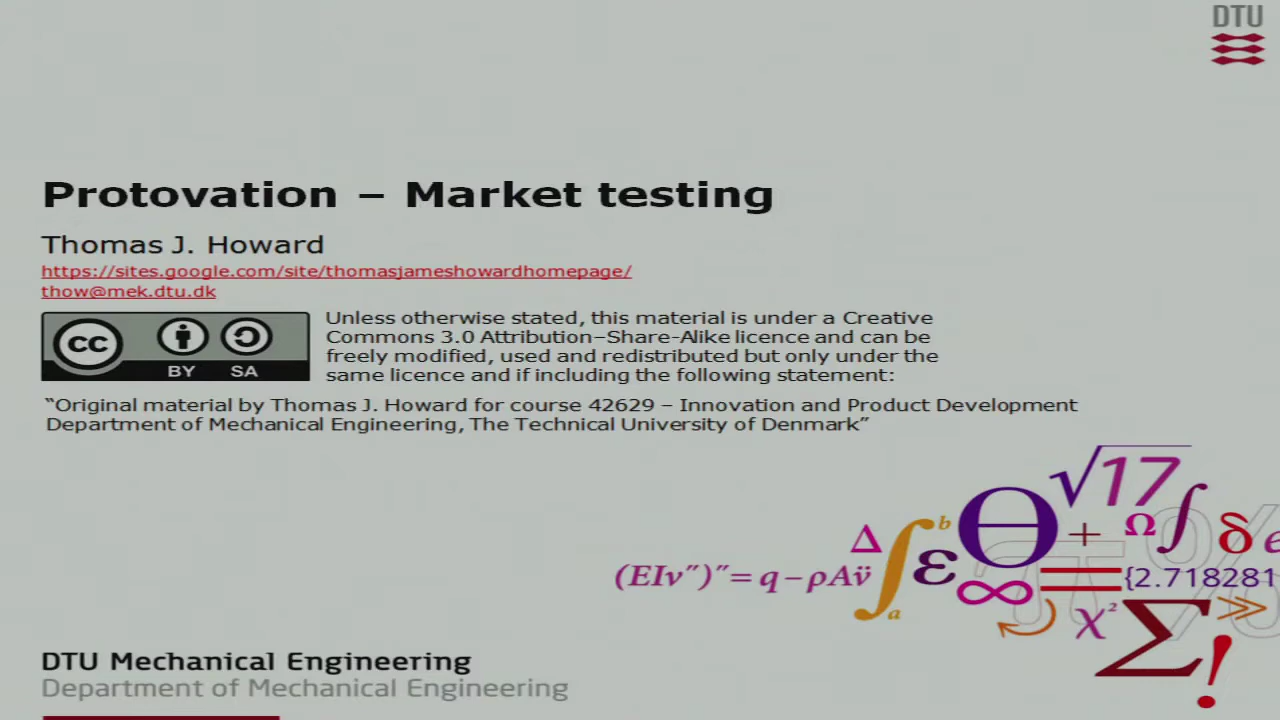 DTU
Protovation – Market testing
Thomas J. Howard
https://sites.google.com/site/thomasjameshowardhomepage/
thow@mek.dtu.dk
cc BY SA
Unless otherwise stated, this material is under a Creative
Commons 3.0 Attribution–Share-Alike licence and can be
freely modified, used and redistributed but only under the
same licence and if including the following statement:
“Original material by Thomas J. Howard for course 42629 – Innovation and Product Development
Department of Mechanical Engineering, The Technical University of Denmark”
√17
Δ ∫ b a ε Θ + Ω ∫ δ e
(EIv″)″= q−ρAv̈
∞ = π {2.718281 %
χ² Σ ≫ !
DTU Mechanical Engineering
Department of Mechanical Engineering